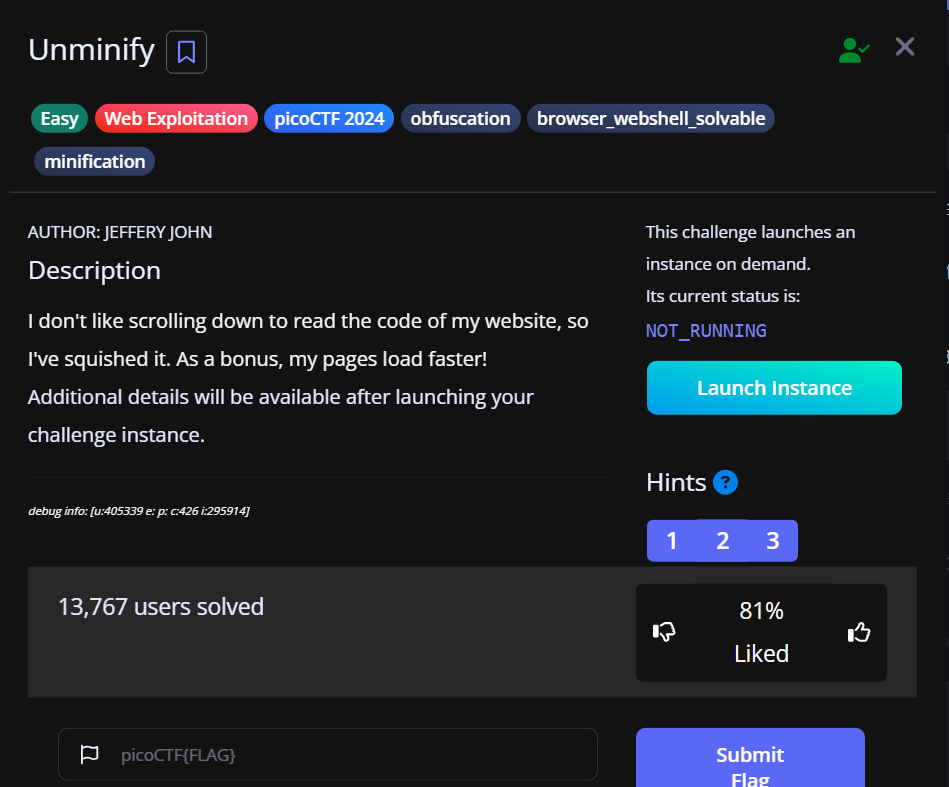 Unminify
Easy Web Exploitation picoCTF 2024 obfuscation browser_webshell_solvable
minification
AUTHOR: JEFFERY JOHN
Description
I don't like scrolling down to read the code of my website, so
I've squished it. As a bonus, my pages load faster!
Additional details will be available after launching your
challenge instance.
debug info: [u:405339 e: p: c:426 i:295914]
This challenge launches an
instance on demand.
Its current status is:
NOT_RUNNING
Launch Instance
Hints ?
1 2 3
13,767 users solved
81%
Liked
picoCTF{FLAG}
Submit
Flag